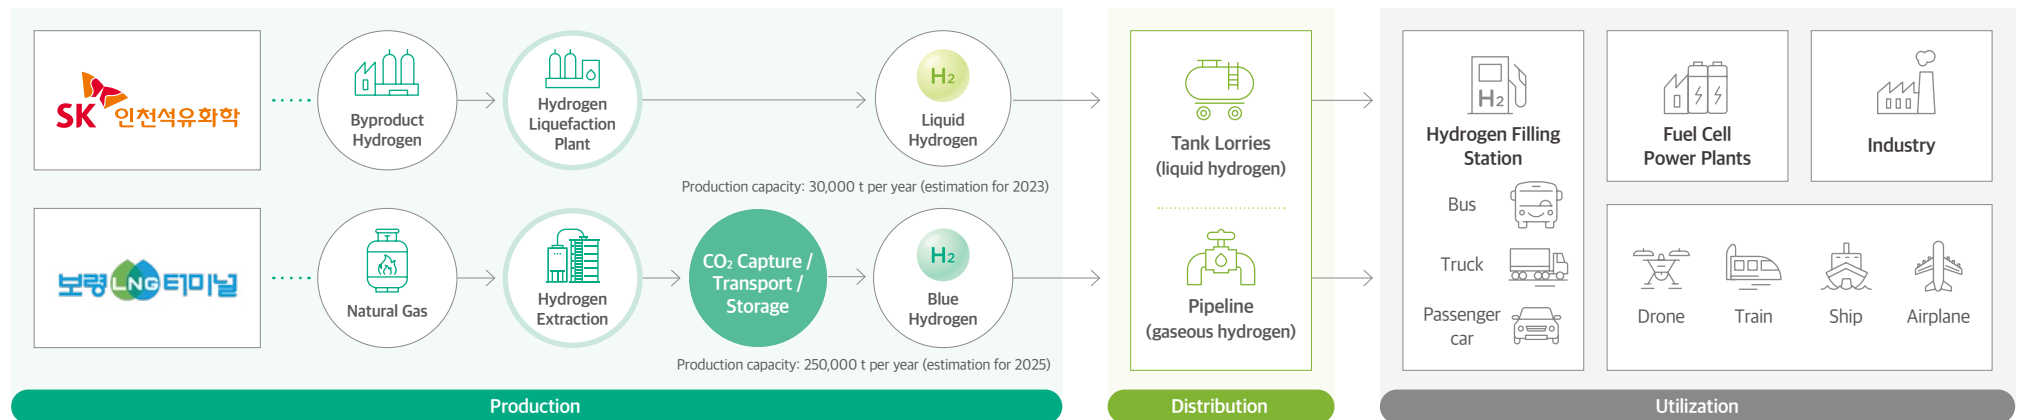 SK 인천석유화학
Byproduct
Hydrogen
Hydrogen
Liquefaction
Plant
H2
Liquid
Hydrogen
Production capacity: 30,000 t per year (estimation for 2023)
보령 LNG 터미널
Natural Gas
Hydrogen
Extraction
CO₂ Capture /
Transport /
Storage
H2
Blue
Hydrogen
Production capacity: 250,000 t per year (estimation for 2025)
Production
Tank Lorries
(liquid hydrogen)
Pipeline
(gaseous hydrogen)
Distribution
H2
Hydrogen Filling
Station
Bus
Truck
Passenger
car
Fuel Cell
Power Plants
Industry
Drone
Train
Ship
Airplane
Utilization